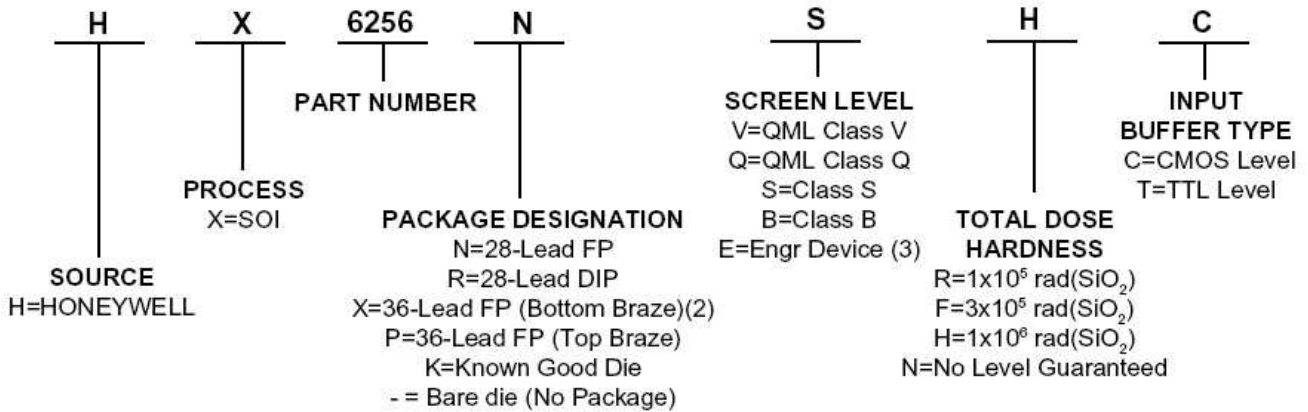 H X 6256 N S H C
PART NUMBER
PROCESS
X=SOI
SOURCE
H=HONEYWELL
PACKAGE DESIGNATION
N=28-Lead FP
R=28-Lead DIP
X=36-Lead FP (Bottom Braze)(2)
P=36-Lead FP (Top Braze)
K=Known Good Die
- = Bare die (No Package)
SCREEN LEVEL
V=QML Class V
Q=QML Class Q
S=Class S
B=Class B
E=Engr Device (3)
TOTAL DOSE
HARDNESS
R=1x10⁵ rad(SiO₂)
F=3x10⁵ rad(SiO₂)
H=1x10⁶ rad(SiO₂)
N=No Level Guaranteed
INPUT
BUFFER TYPE
C=CMOS Level
T=TTL Level